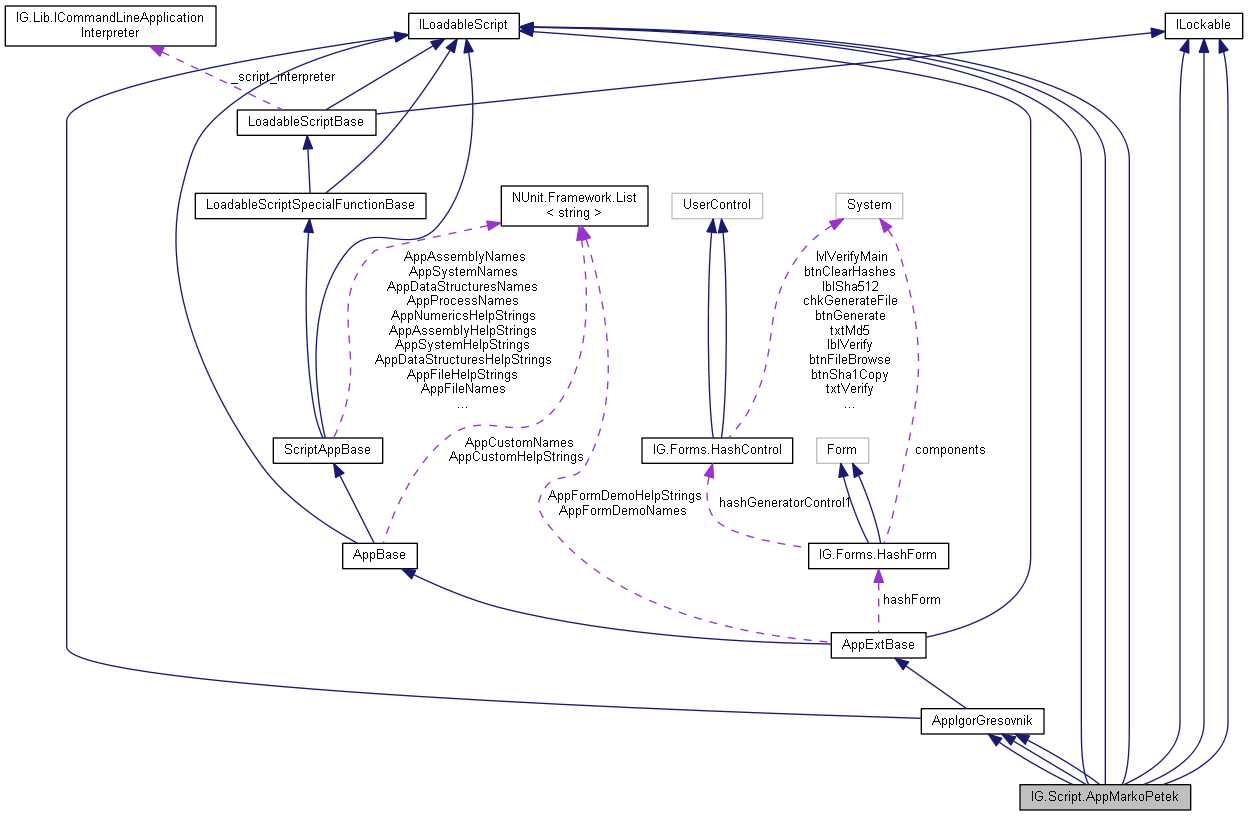 IG.Lib.ICommandLineApplication
Interpreter
ILoadableScript
ILockable
_script_interpreter
LoadableScriptBase
LoadableScriptSpecialFunctionBase
NUnit.Framework.List
< string >
UserControl
System
AppAssemblyNames
AppSystemNames
AppDataStructuresNames
AppProcessNames
AppNumericsHelpStrings
AppAssemblyHelpStrings
AppSystemHelpStrings
AppDataStructuresHelpStrings
AppFileHelpStrings
AppFileNames
...
lvlVerifyMain
btnClearHashes
lblSha512
chkGenerateFile
btnGenerate
txtMd5
lblVerify
btnFileBrowse
btnSha1Copy
txtVerify
...
ScriptAppBase
AppCustomNames
AppCustomHelpStrings
IG.Forms.HashControl
Form
components
AppFormDemoHelpStrings
AppFormDemoNames
hashGeneratorControl1
AppBase
IG.Forms.HashForm
hashForm
AppExtBase
AppIgorGresovnik
IG.Script.AppMarkoPetek